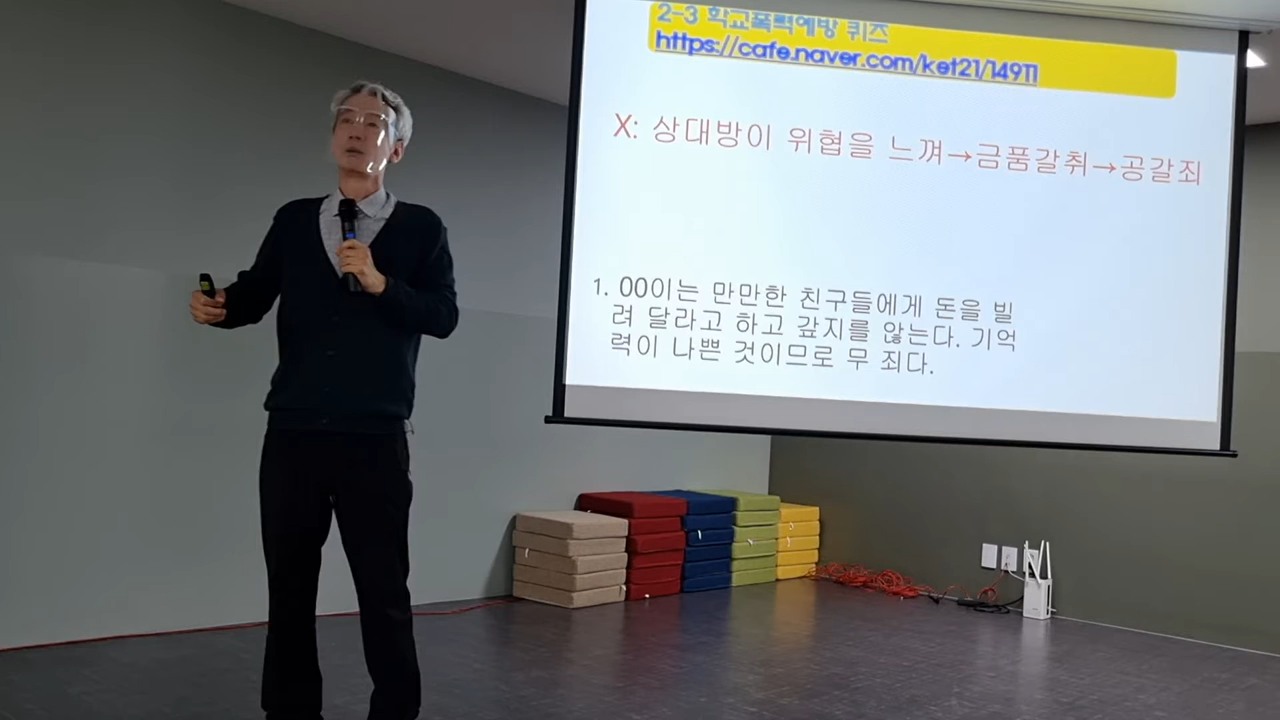 2-3 학교폭력예방 퀴즈
https://cafe.naver.com/ket21/14911
X: 상대방이 위협을 느껴→금품갈취→공갈죄
1. 00이는 만만한 친구들에게 돈을 빌
려 달라고 하고 갚지를 않는다. 기억
력이 나쁜 것이므로 무 죄다.